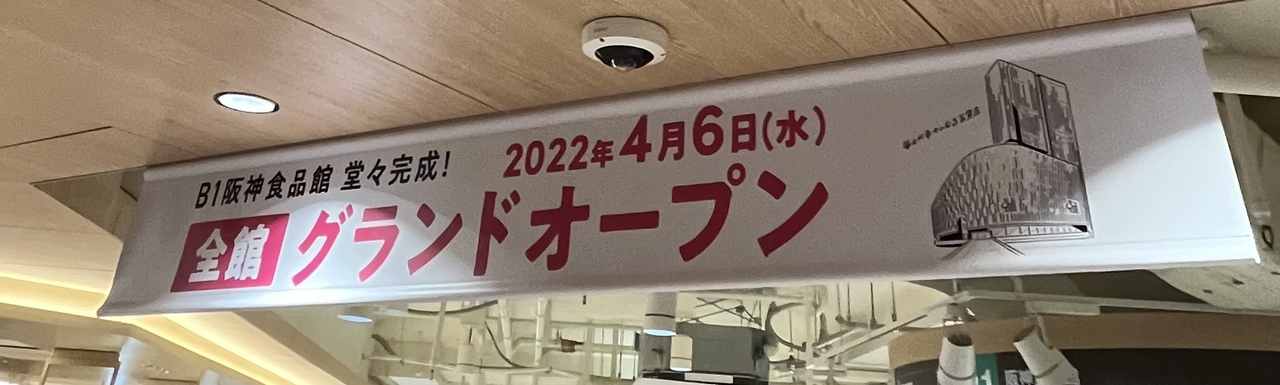 B1阪神食品館 堂々完成!
2022年4月6日(水)
全館 グランドオープン